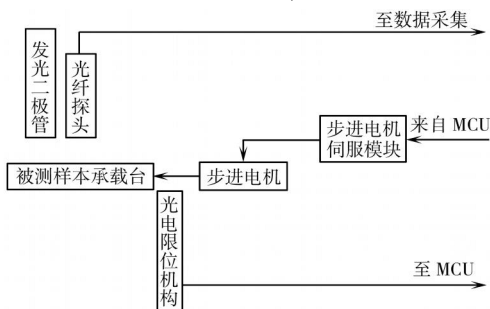 至数据采集
发光二极管
光纤探头
步进电机
伺服模块
来自 MCU
被测样本承载台
步进电机
光电限位机构
至 MCU